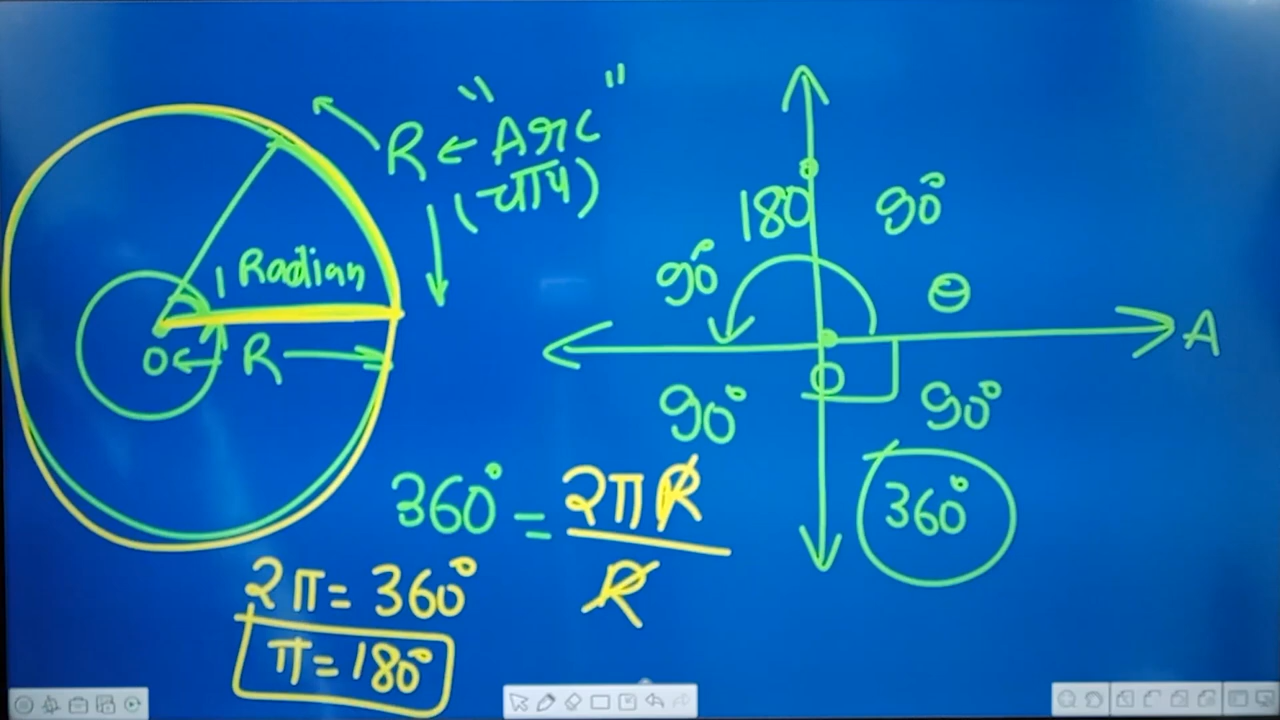 R ← "Arc"
(चाप)
1 Radian
O ← R →
180 90°
90° θ
A
O
90° 90°
360°
360° = 2πR / R
2π = 360°
π = 180°